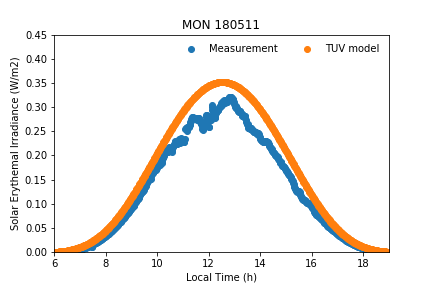 MON 180511
Measurement TUV model
Solar Erythemal Irradiance (W/m2)
0.45
0.40
0.35
0.30
0.25
0.20
0.15
0.10
0.05
0.00
6 8 10 12 14 16 18
Local Time (h)